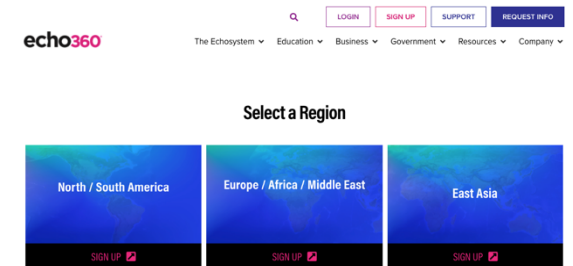 LOGIN SIGN UP SUPPORT REQUEST INFO
echo360
The Echosystem Education Business Government Resources Company
Select a Region
North / South America Europe / Africa / Middle East East Asia
SIGN UP SIGN UP SIGN UP